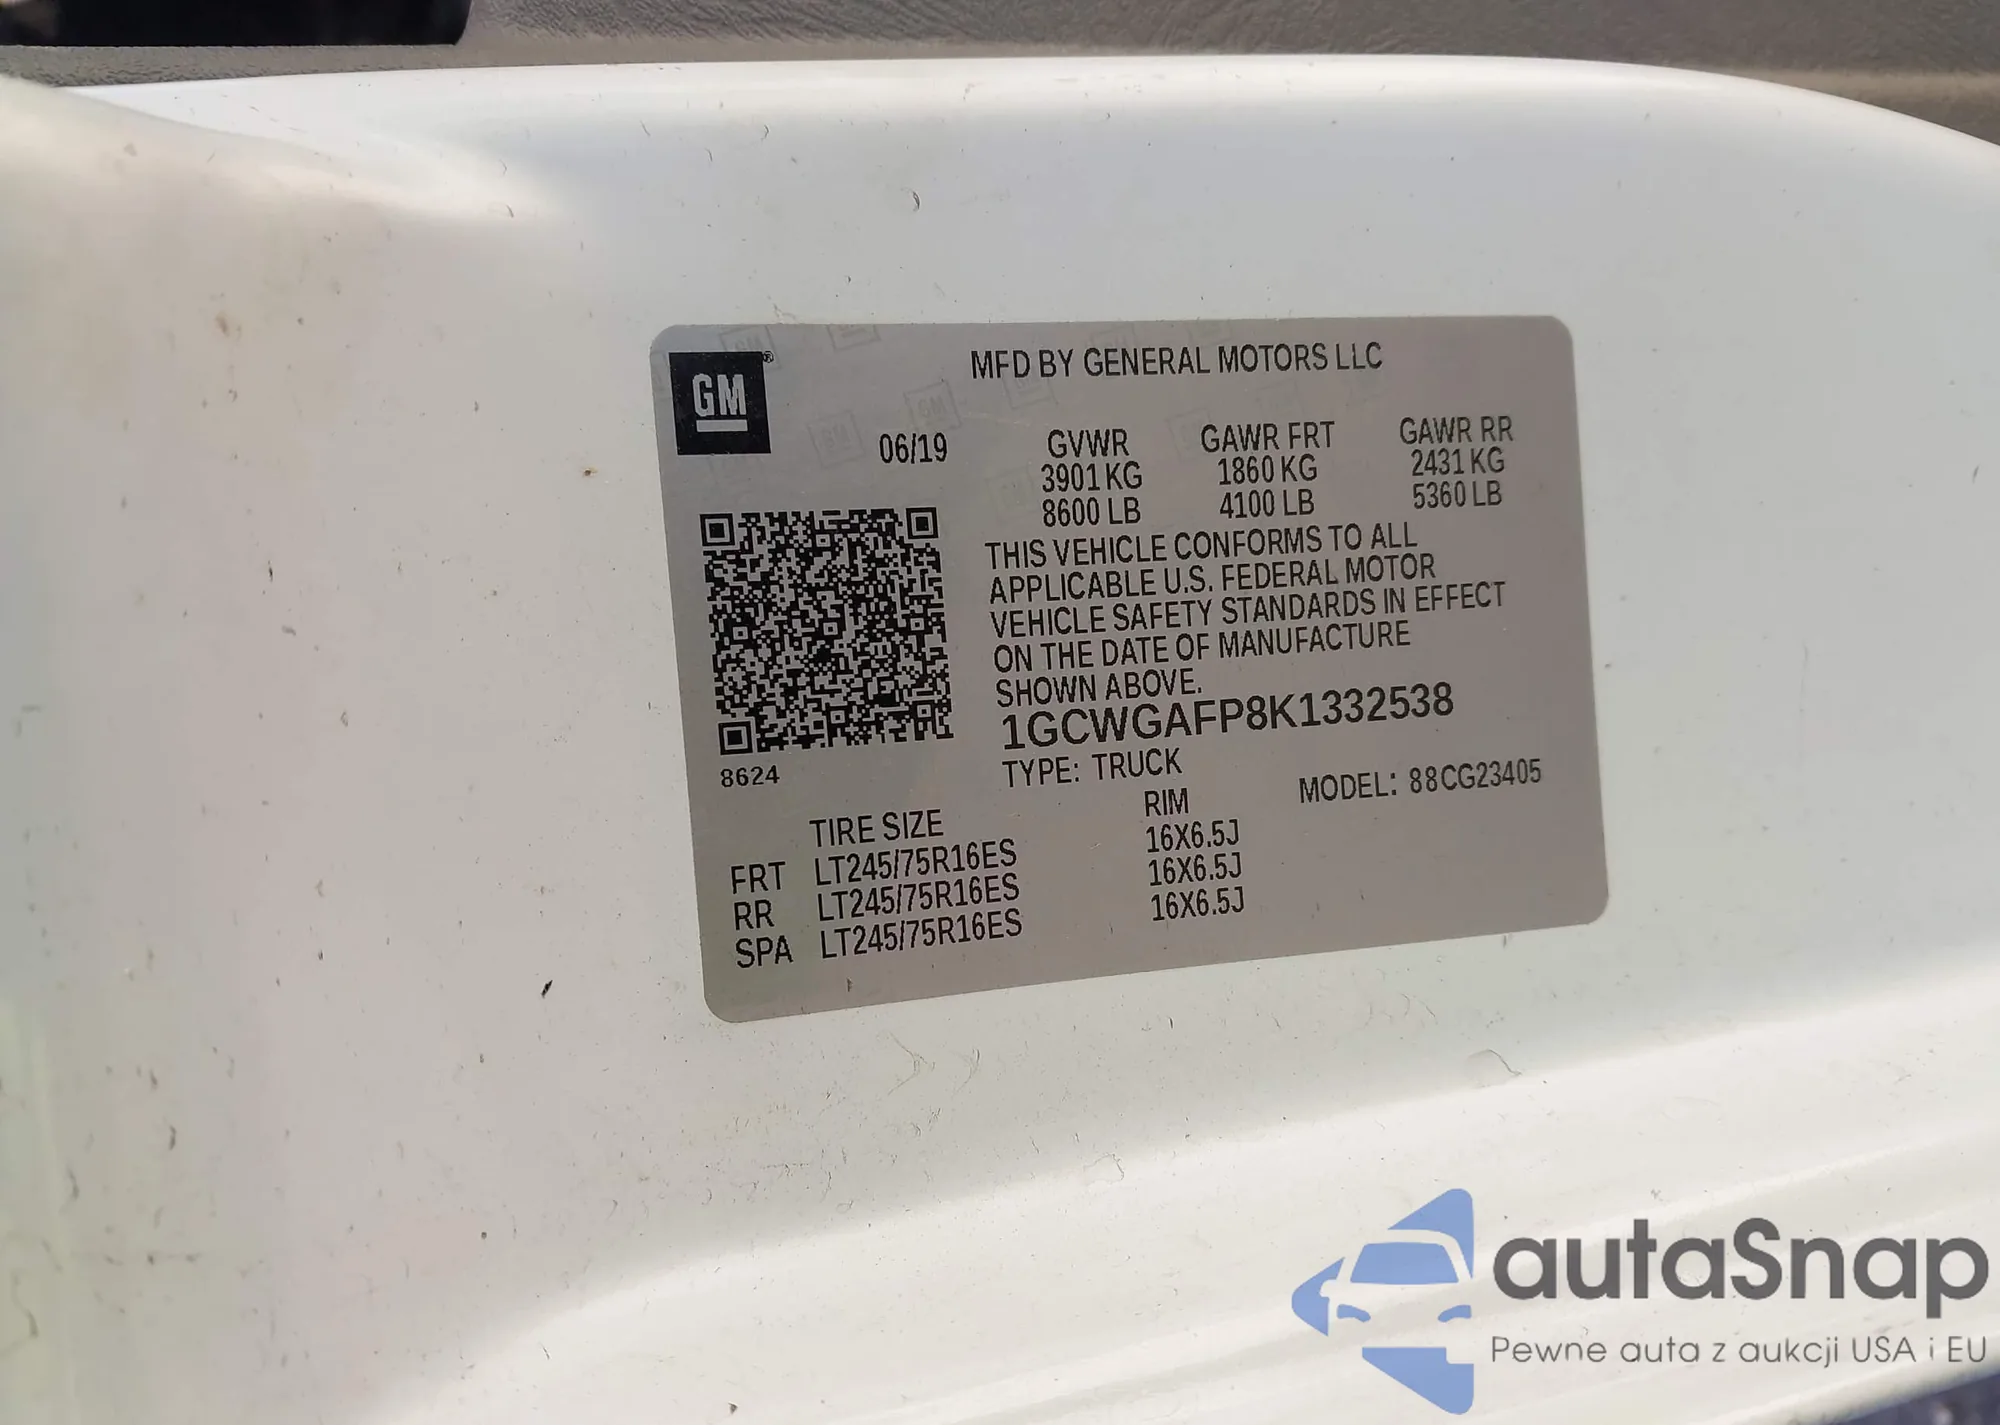 GM®
MFD BY GENERAL MOTORS LLC
06/19
GVWR GAWR FRT GAWR RR
3901 KG 1860 KG 2431 KG
8600 LB 4100 LB 5360 LB
THIS VEHICLE CONFORMS TO ALL
APPLICABLE U.S. FEDERAL MOTOR
VEHICLE SAFETY STANDARDS IN EFFECT
ON THE DATE OF MANUFACTURE
SHOWN ABOVE.
1GCWGAFP8K1332538
8624
TYPE: TRUCK MODEL: 88CG23405
TIRE SIZE RIM
FRT LT245/75R16ES 16X6.5J
RR LT245/75R16ES 16X6.5J
SPA LT245/75R16ES 16X6.5J
autaSnap
Pewne auta z aukcji USA i EU